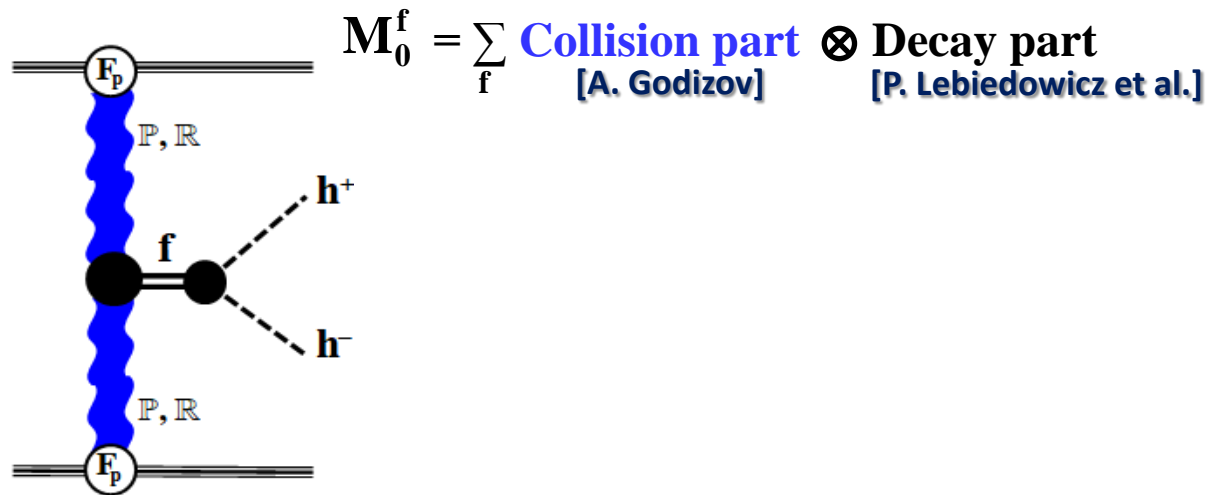 M₀ᶠ = ∑ Collision part ⊗ Decay part
f
[A. Godizov] [P. Lebiedowicz et al.]
Fₚ
ℙ, ℝ
h⁺
f
h⁻
ℙ, ℝ
Fₚ